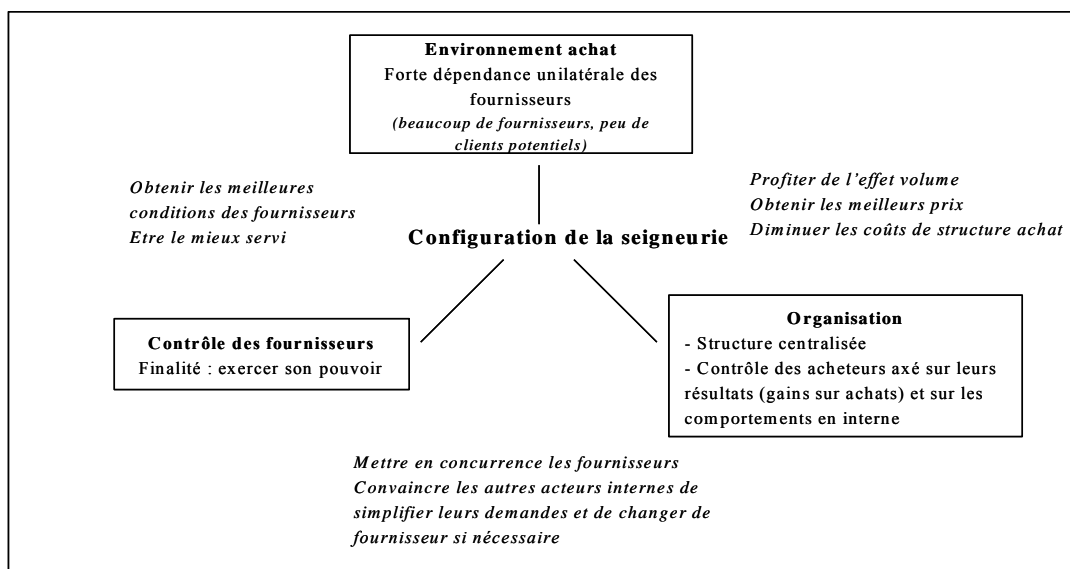 Environnement achat
Forte dépendance unilatérale des
fournisseurs
(beaucoup de fournisseurs, peu de
clients potentiels)
Obtenir les meilleures
conditions des fournisseurs
Etre le mieux servi
Profiter de l’effet volume
Obtenir les meilleurs prix
Diminuer les coûts de structure achat
Configuration de la seigneurie
Contrôle des fournisseurs
Finalité : exercer son pouvoir
Organisation
- Structure centralisée
- Contrôle des acheteurs axé sur leurs
résultats (gains sur achats) et sur les
comportements en interne
Mettre en concurrence les fournisseurs
Convaincre les autres acteurs internes de
simplifier leurs demandes et de changer de
fournisseur si nécessaire